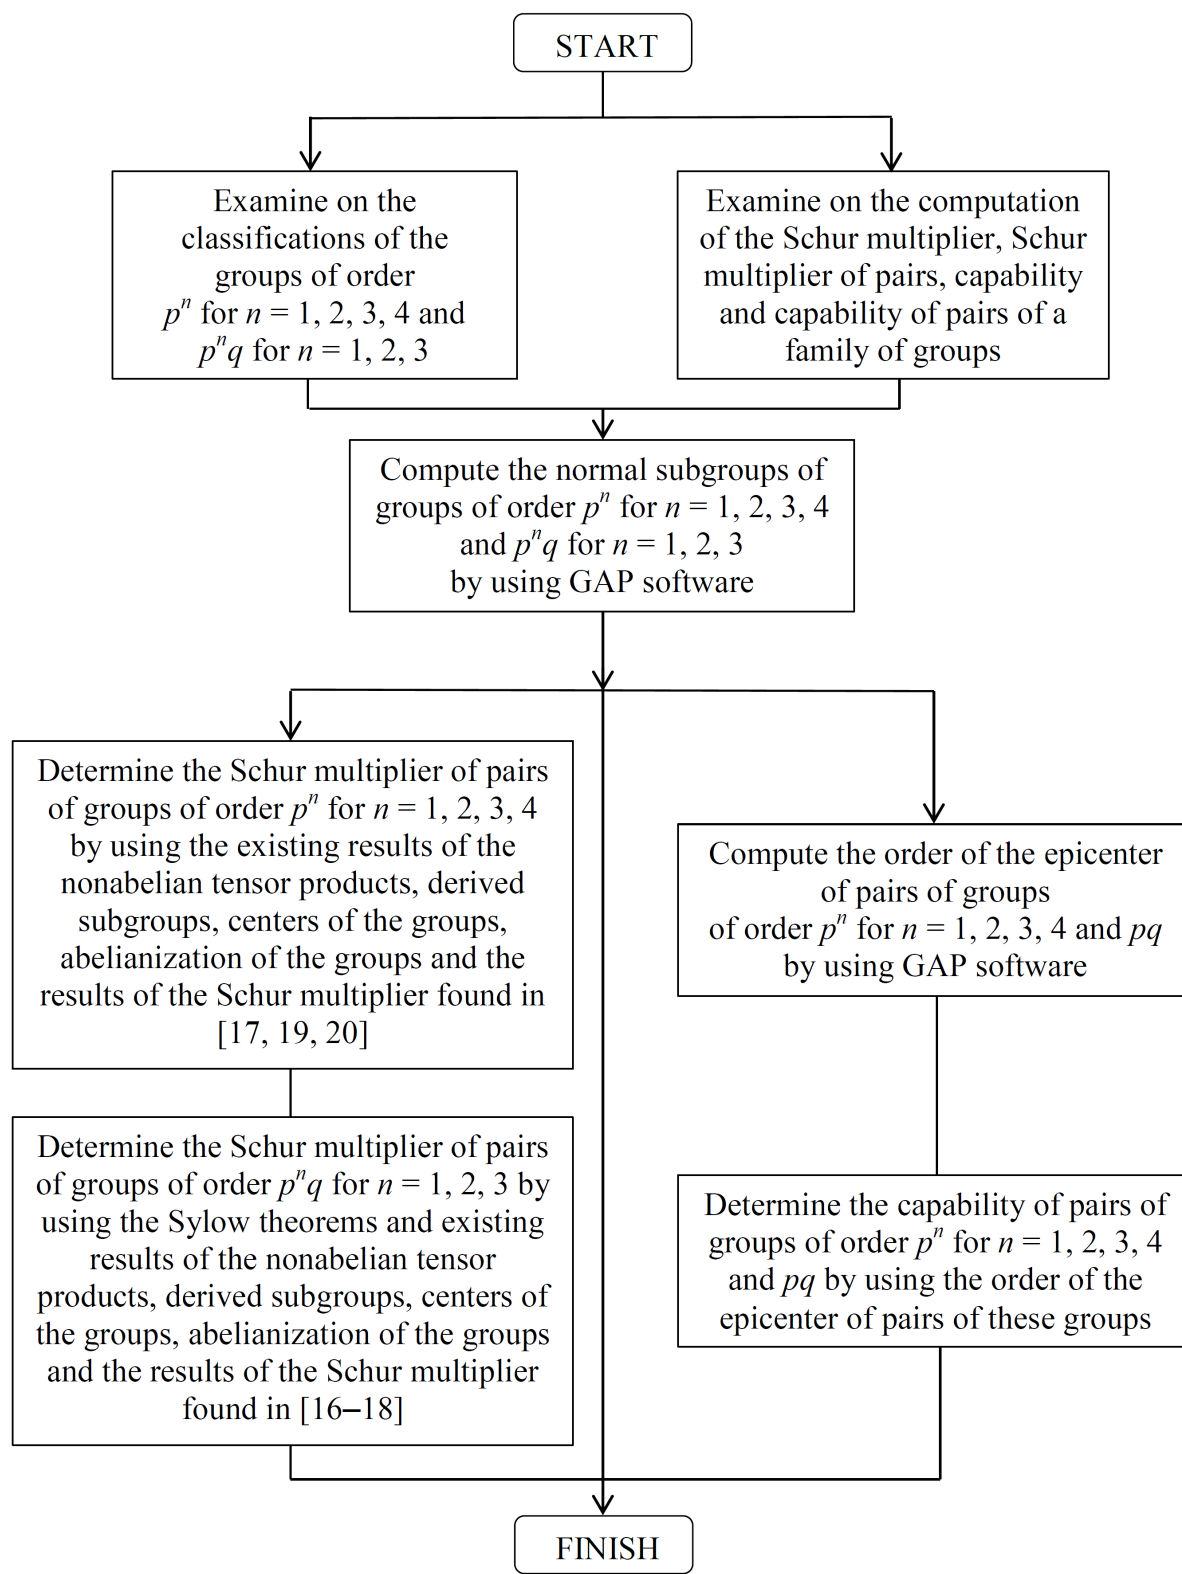 START
Examine on the
classifications of the
groups of order
pⁿ for n = 1, 2, 3, 4 and
pⁿq for n = 1, 2, 3
Examine on the computation
of the Schur multiplier, Schur
multiplier of pairs, capability
and capability of pairs of a
family of groups
Compute the normal subgroups of
groups of order pⁿ for n = 1, 2, 3, 4
and pⁿq for n = 1, 2, 3
by using GAP software
Determine the Schur multiplier of pairs
of groups of order pⁿ for n = 1, 2, 3, 4
by using the existing results of the
nonabelian tensor products, derived
subgroups, centers of the groups,
abelianization of the groups and the
results of the Schur multiplier found in
[17, 19, 20]
Determine the Schur multiplier of pairs
of groups of order pⁿq for n = 1, 2, 3 by
using the Sylow theorems and existing
results of the nonabelian tensor
products, derived subgroups, centers of
the groups, abelianization of the groups
and the results of the Schur multiplier
found in [16–18]
Compute the order of the epicenter
of pairs of groups
of order pⁿ for n = 1, 2, 3, 4 and pq
by using GAP software
Determine the capability of pairs of
groups of order pⁿ for n = 1, 2, 3, 4
and pq by using the order of the
epicenter of pairs of these groups
FINISH